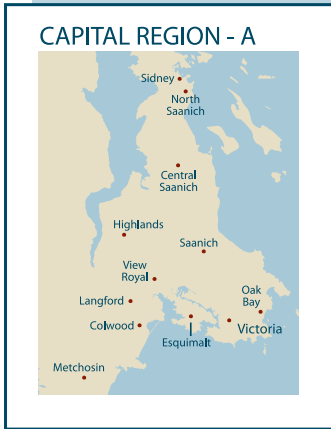 CAPITAL REGION - A
Sidney
North
Saanich
Central
Saanich
Highlands
Saanich
View
Royal
Langford
Oak
Bay
Colwood
Victoria
Esquimalt
Metchosin